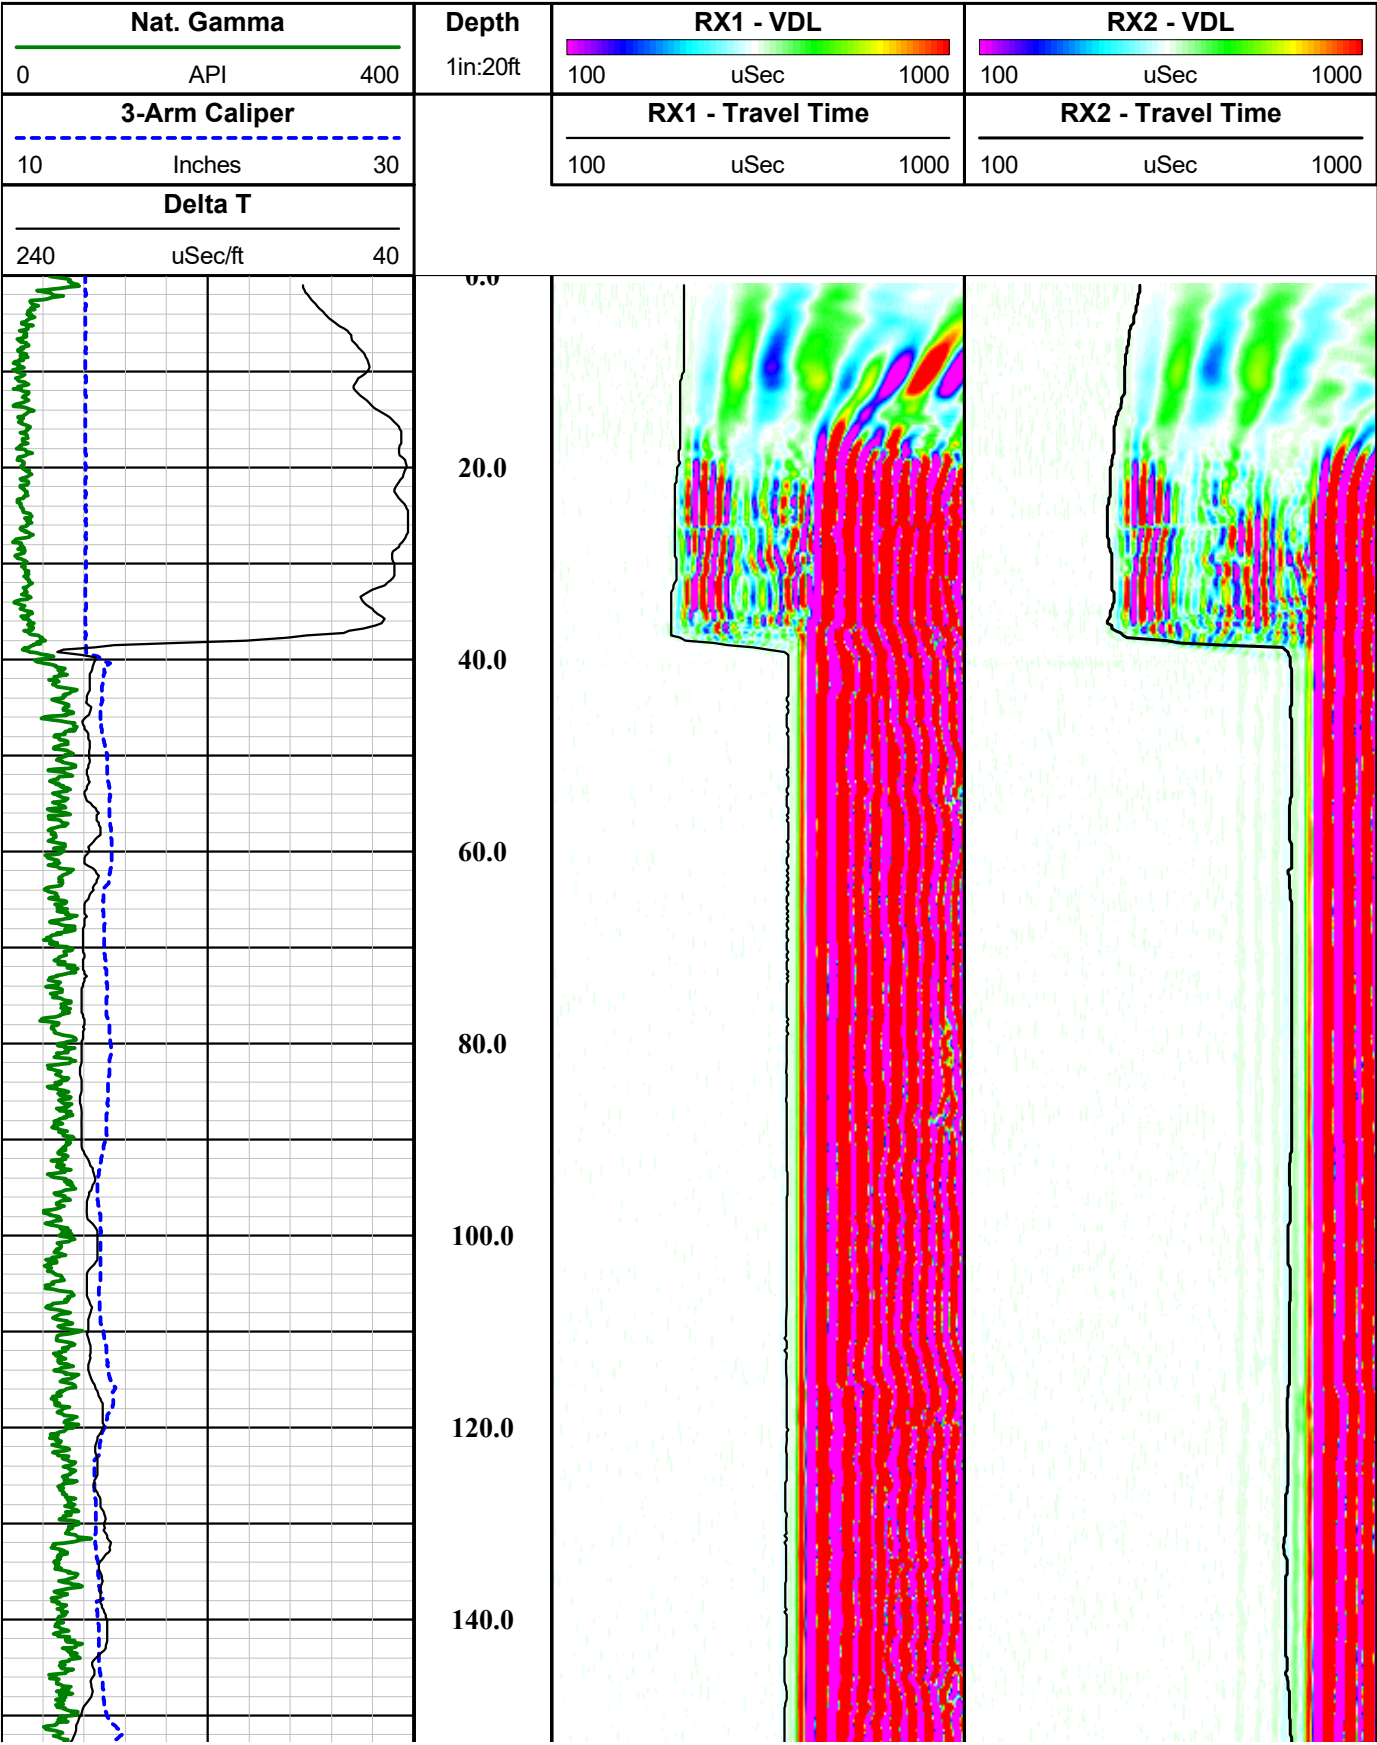 Nat. Gamma
0 API 400
3-Arm Caliper
10 Inches 30
Delta T
240 uSec/ft 40
Depth
1in:20ft
RX1 - VDL
100 uSec 1000
RX1 - Travel Time
100 uSec 1000
RX2 - VDL
100 uSec 1000
RX2 - Travel Time
100 uSec 1000
0.0
20.0
40.0
60.0
80.0
100.0
120.0
140.0